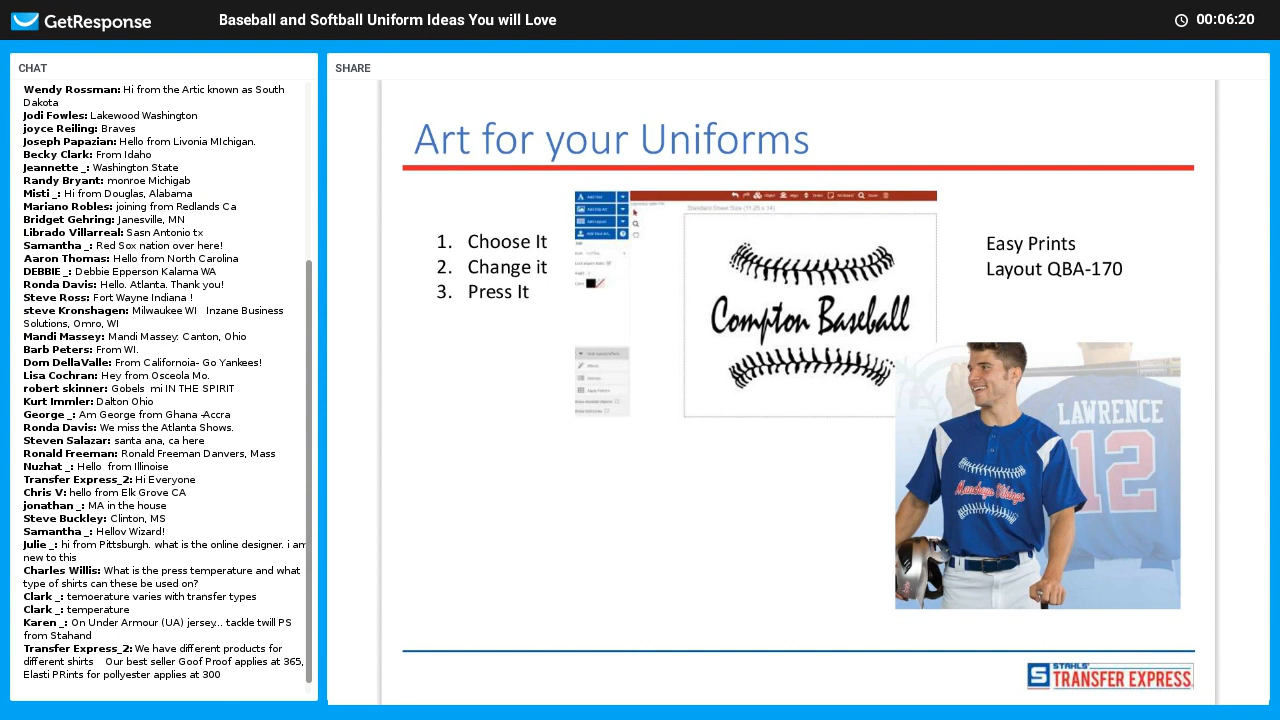 GetResponse
Baseball and Softball Uniform Ideas You will Love
00:06:20
CHAT
Wendy Rossman: Hi from the Artic known as South
Dakota
Jodi Fowles: Lakewood Washington
joyce Reiling: Braves
Joseph Papazian: Hello from Livonia MIchigan.
Becky Clark: From Idaho
Jeannette _: Washington State
Randy Bryant: monroe Michigab
Misti _: Hi from Douglas, Alabama
Mariano Robles: joing from Redlands Ca
Bridget Gehring: Janesville, MN
Librado Villarreal: Sasn Antonio tx
Samantha _: Red Sox nation over here!
Aaron Thomas: Hello from North Carolina
DEBBIE _: Debbie Epperson Kalama WA
Ronda Davis: Hello. Atlanta. Thank you!
Steve Ross: Fort Wayne Indiana !
steve Kronshagen: Milwaukee WI Inzane Business
Solutions, Omro, WI
Mandi Massey: Mandi Massey: Canton, Ohio
Barb Peters: From WI.
Dom DellaValle: From Californoia- Go Yankees!
Lisa Cochran: Hey from Osceola Mo.
robert skinner: Gobels mi IN THE SPIRIT
Kurt Irmler: Dalton Ohio
George _: Am George from Ghana -Accra
Ronda Davis: We miss the Atlanta Shows.
Steven Salazar: santa ana, ca here
Ronald Freeman: Ronald Freeman Danvers, Mass
Nuzhat _: Hello from Illinoise
Transfer Express_2: Hi Everyone
Chris V: hello from Elk Grove CA
jonathan _: MA in the house
Steve Buckley: Clinton, MS
Samantha _: Hellov Wizard!
Julie _: hi from Pittsburgh. what is the online designer. i am
new to this
Charles Willis: What is the press temperature and what
type of shirts can these be used on?
Clark _: temoerature varies with transfer types
Clark _: temperature
Karen _: On Under Armour (UA) jersey... tackle twill PS
from Stahand
Transfer Express_2: We have different products for
different shirts Our best seller Goof Proof applies at 365,
Elasti PRints for pollyester applies at 300
SHARE
Art for your Uniforms
1. Choose It
2. Change it
3. Press It
Standard Sheet Size (11.25 x 14)
Compton Baseball
Easy Prints
Layout QBA-170
LAWRENCE
12
Mandraya Vikings
STAHLS'
TRANSFER EXPRESS